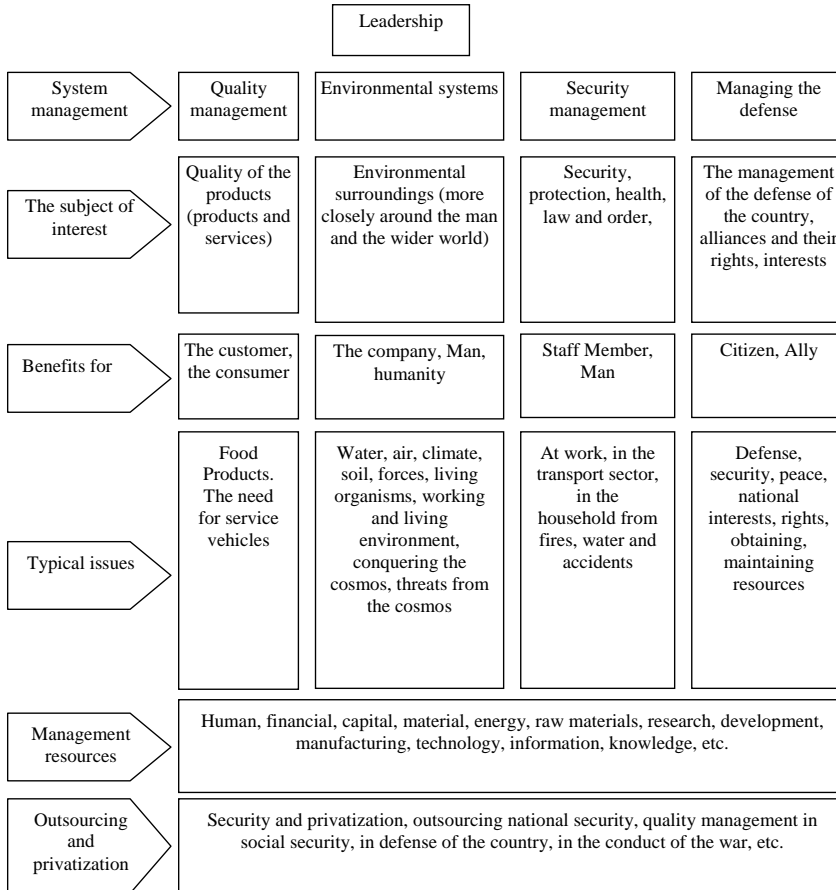 Leadership
System
management
Quality
management
Environmental systems
Security
management
Managing the
defense
The subject of
interest
Quality of the
products
(products and
services)
Environmental
surroundings (more
closely around the man
and the wider world)
Security,
protection, health,
law and order,
The management
of the defense of
the country,
alliances and their
rights, interests
Benefits for
The customer,
the consumer
The company, Man,
humanity
Staff Member,
Man
Citizen, Ally
Typical issues
Food
Products.
The need
for service
vehicles
Water, air, climate,
soil, forces, living
organisms, working
and living
environment,
conquering the
cosmos, threats from
the cosmos
At work, in the
transport sector,
in the
household from
fires, water and
accidents
Defense,
security, peace,
national
interests, rights,
obtaining,
maintaining
resources
Management
resources
Human, financial, capital, material, energy, raw materials, research, development,
manufacturing, technology, information, knowledge, etc.
Outsourcing
and
privatization
Security and privatization, outsourcing national security, quality management in
social security, in defense of the country, in the conduct of the war, etc.